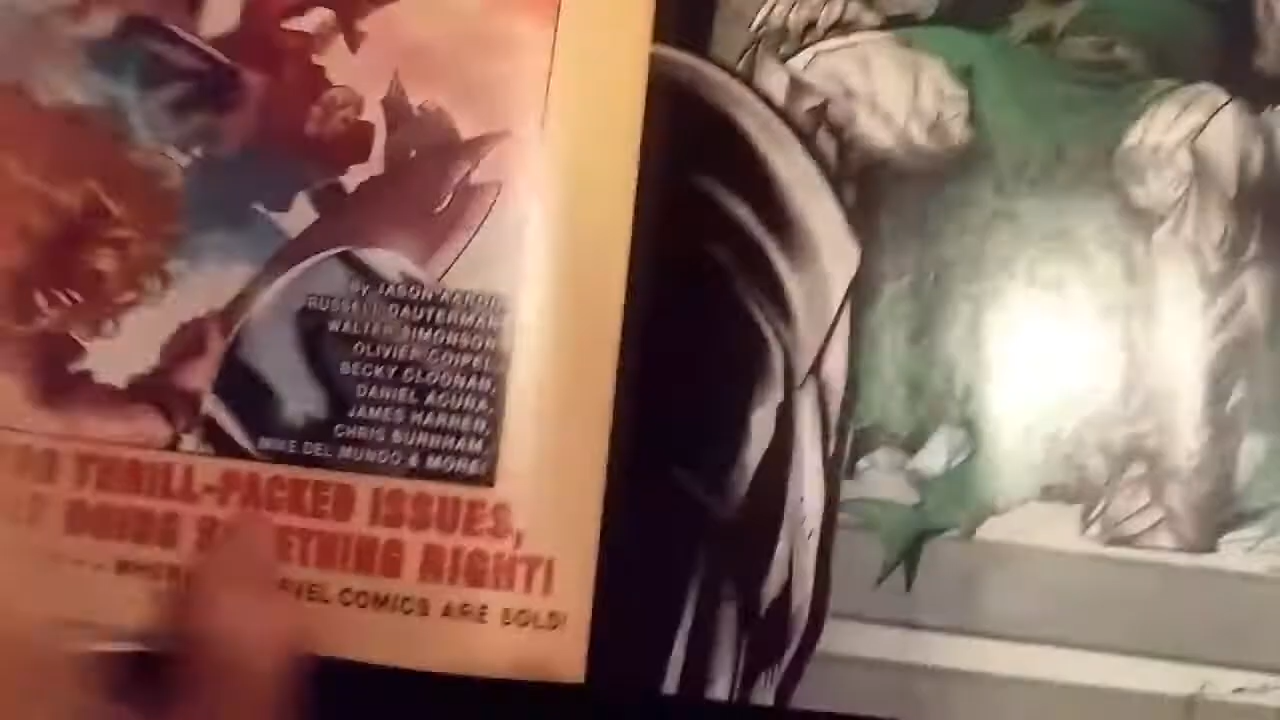 By JASON AARON,
RUSSELL DAUTERMAN,
WALTER SIMONSON,
OLIVIER COIPEL,
BECKY CLOONAN,
DANIEL ACUÑA,
JAMES HARREN,
CHRIS BURNHAM,
MIKE DEL MUNDO & MORE!
THRILL-PACKED ISSUES,
DOING SOMETHING RIGHT!
WHERE MARVEL COMICS ARE SOLD!